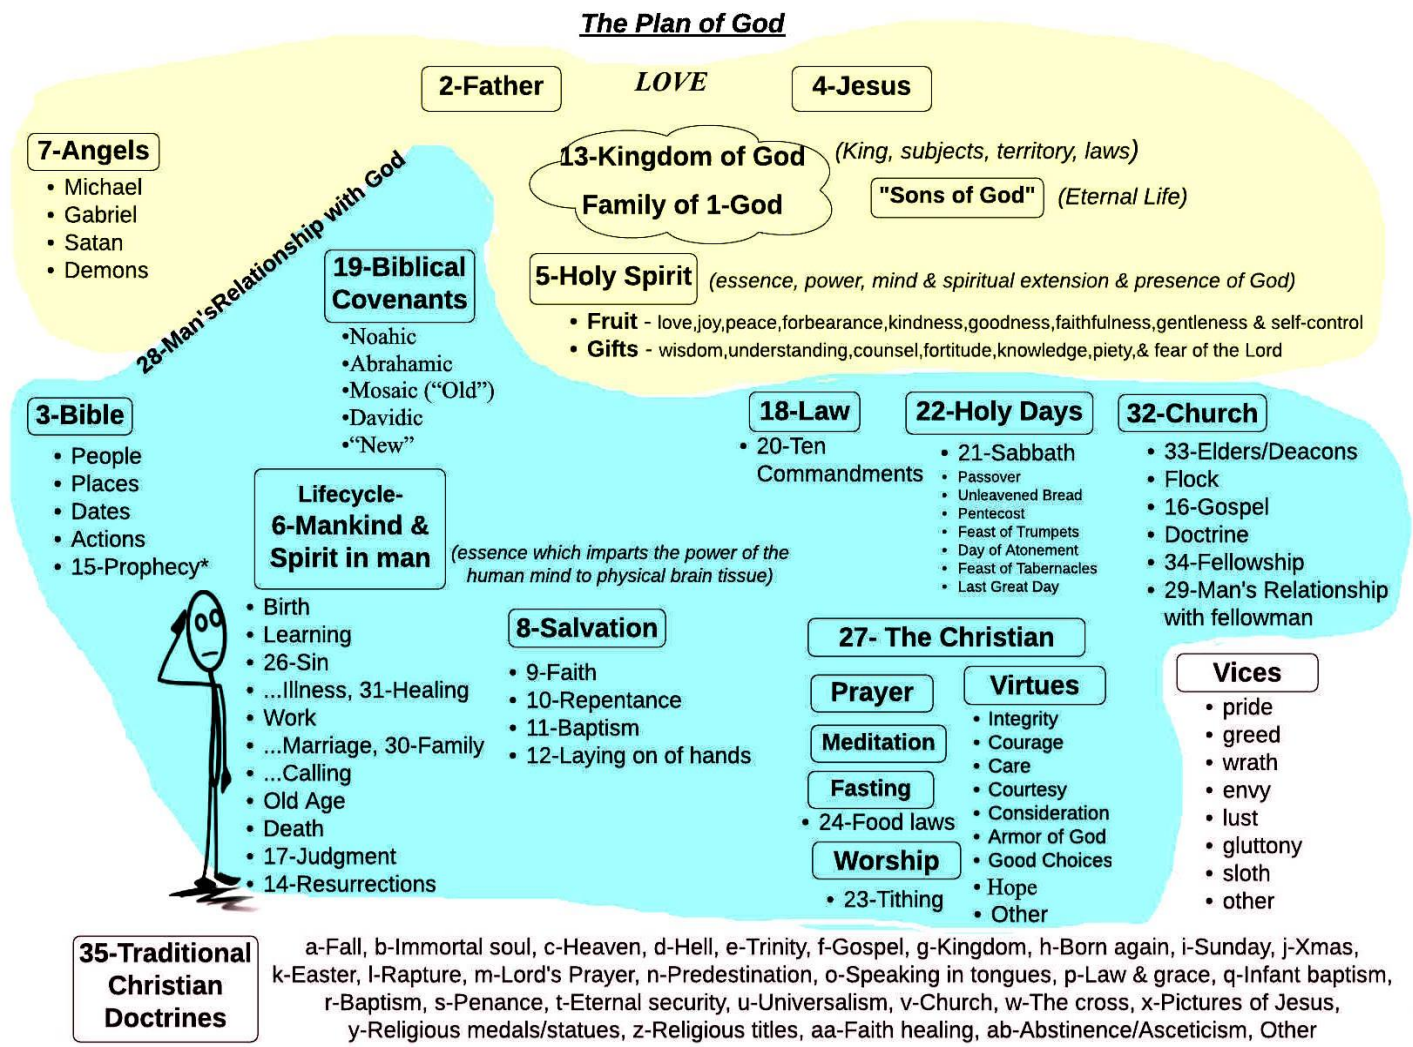 The Plan of God
2-Father
LOVE
4-Jesus
7-Angels
• Michael
• Gabriel
• Satan
• Demons
28-Man'sRelationship with God
13-Kingdom of God
Family of 1-God
(King, subjects, territory, laws)
"Sons of God"
(Eternal Life)
19-Biblical
Covenants
•Noahic
•Abrahamic
•Mosaic (“Old”)
•Davidic
•“New”
5-Holy Spirit
(essence, power, mind & spiritual extension & presence of God)
• Fruit - love,joy,peace,forbearance,kindness,goodness,faithfulness,gentleness & self-control
• Gifts - wisdom,understanding,counsel,fortitude,knowledge,piety,& fear of the Lord
3-Bible
• People
• Places
• Dates
• Actions
• 15-Prophecy*
18-Law
• 20-Ten
Commandments
22-Holy Days
• 21-Sabbath
• Passover
• Unleavened Bread
• Pentecost
• Feast of Trumpets
• Day of Atonement
• Feast of Tabernacles
• Last Great Day
32-Church
• 33-Elders/Deacons
• Flock
• 16-Gospel
• Doctrine
• 34-Fellowship
• 29-Man's Relationship
with fellowman
Lifecycle-
6-Mankind &
Spirit in man
(essence which imparts the power of the
human mind to physical brain tissue)
• Birth
• Learning
• 26-Sin
• ...Illness, 31-Healing
• Work
• ...Marriage, 30-Family
• ...Calling
• Old Age
• Death
• 17-Judgment
• 14-Resurrections
8-Salvation
• 9-Faith
• 10-Repentance
• 11-Baptism
• 12-Laying on of hands
27- The Christian
Prayer
Meditation
Fasting
• 24-Food laws
Worship
• 23-Tithing
Virtues
• Integrity
• Courage
• Care
• Courtesy
• Consideration
• Armor of God
• Good Choices
• Hope
• Other
Vices
• pride
• greed
• wrath
• envy
• lust
• gluttony
• sloth
• other
35-Traditional
Christian
Doctrines
a-Fall, b-Immortal soul, c-Heaven, d-Hell, e-Trinity, f-Gospel, g-Kingdom, h-Born again, i-Sunday, j-Xmas,
k-Easter, l-Rapture, m-Lord's Prayer, n-Predestination, o-Speaking in tongues, p-Law & grace, q-Infant baptism,
r-Baptism, s-Penance, t-Eternal security, u-Universalism, v-Church, w-The cross, x-Pictures of Jesus,
y-Religious medals/statues, z-Religious titles, aa-Faith healing, ab-Abstinence/Asceticism, Other